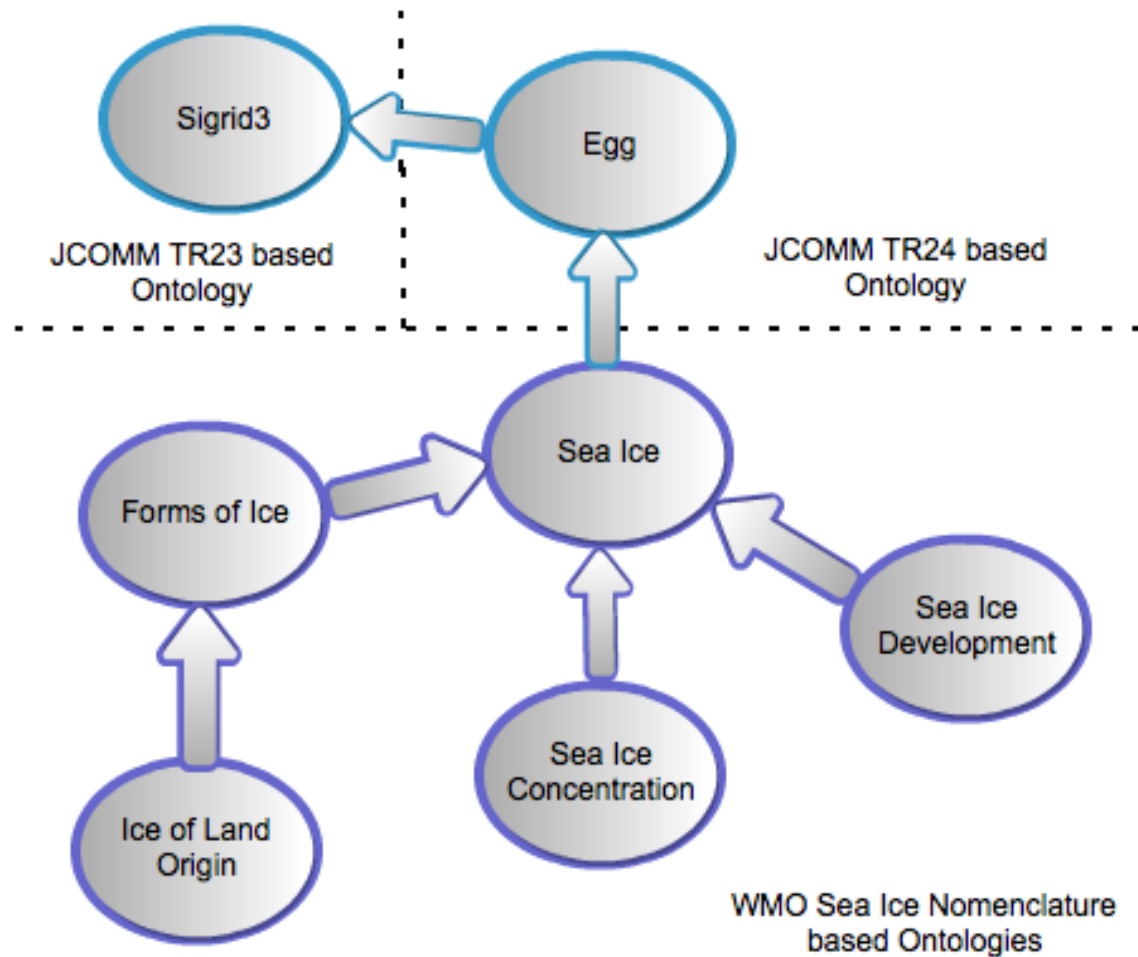 Sigrid3
Egg
JCOMM TR23 based
Ontology
JCOMM TR24 based
Ontology
Sea Ice
Forms of Ice
Sea Ice
Development
Sea Ice
Concentration
Ice of Land
Origin
WMO Sea Ice Nomenclature
based Ontologies